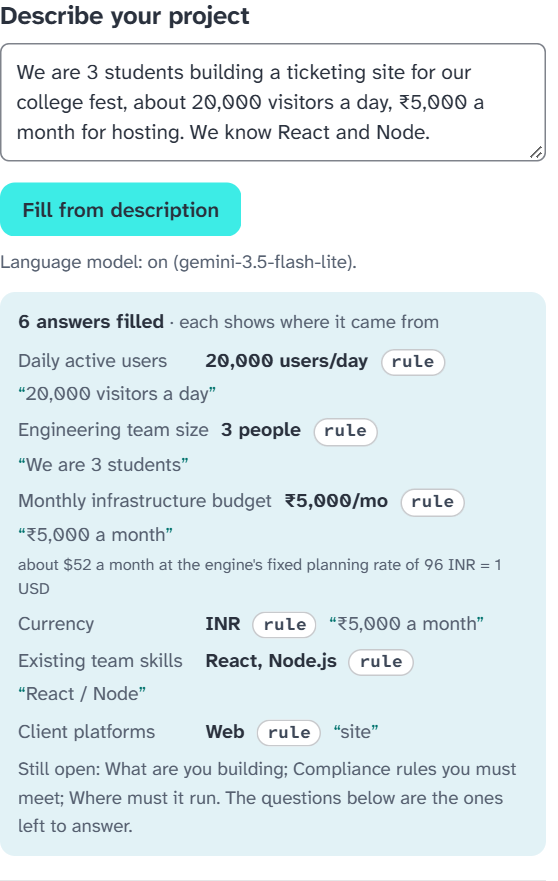 Describe your project
We are 3 students building a ticketing site for our
college fest, about 20,000 visitors a day, ₹5,000 a
month for hosting. We know React and Node.
Fill from description
Language model: on (gemini-3.5-flash-lite).
6 answers filled · each shows where it came from
Daily active users 20,000 users/day rule
“20,000 visitors a day”
Engineering team size 3 people rule
“We are 3 students”
Monthly infrastructure budget ₹5,000/mo rule
“₹5,000 a month”
about $52 a month at the engine's fixed planning rate of 96 INR = 1
USD
Currency INR rule “₹5,000 a month”
Existing team skills React, Node.js rule
“React / Node”
Client platforms Web rule “site”
Still open: What are you building; Compliance rules you must
meet; Where must it run. The questions below are the ones
left to answer.